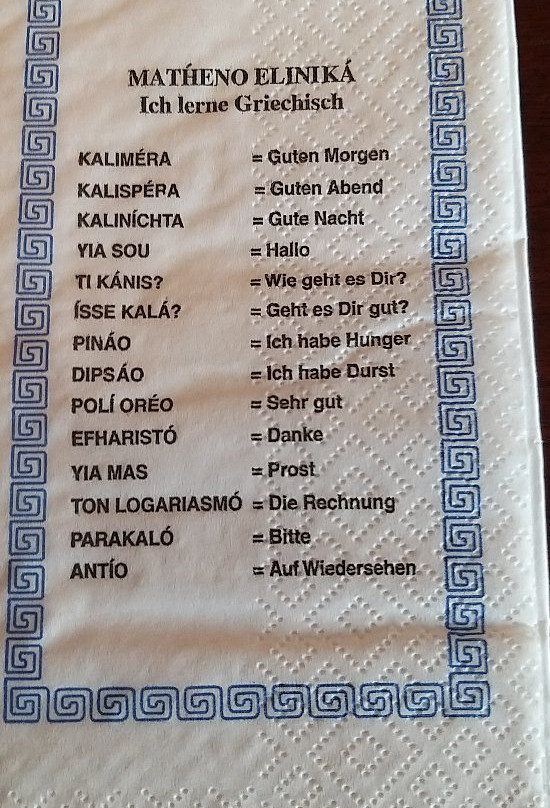 MATHÉNO ELINIKÁ
Ich lerne Griechisch
KALIMÉRA = Guten Morgen
KALISPÉRA = Guten Abend
KALINÍCHTA = Gute Nacht
YIA SOU = Hallo
TI KÁNIS? = Wie geht es Dir?
ÍSSE KALÁ? = Geht es Dir gut?
PINÁO = Ich habe Hunger
DIPSÁO = Ich habe Durst
POLÍ ORÉO = Sehr gut
EFHARISTÓ = Danke
YIA MAS = Prost
TON LOGARIASMÓ = Die Rechnung
PARAKALÓ = Bitte
ANTÍO = Auf Wiedersehen